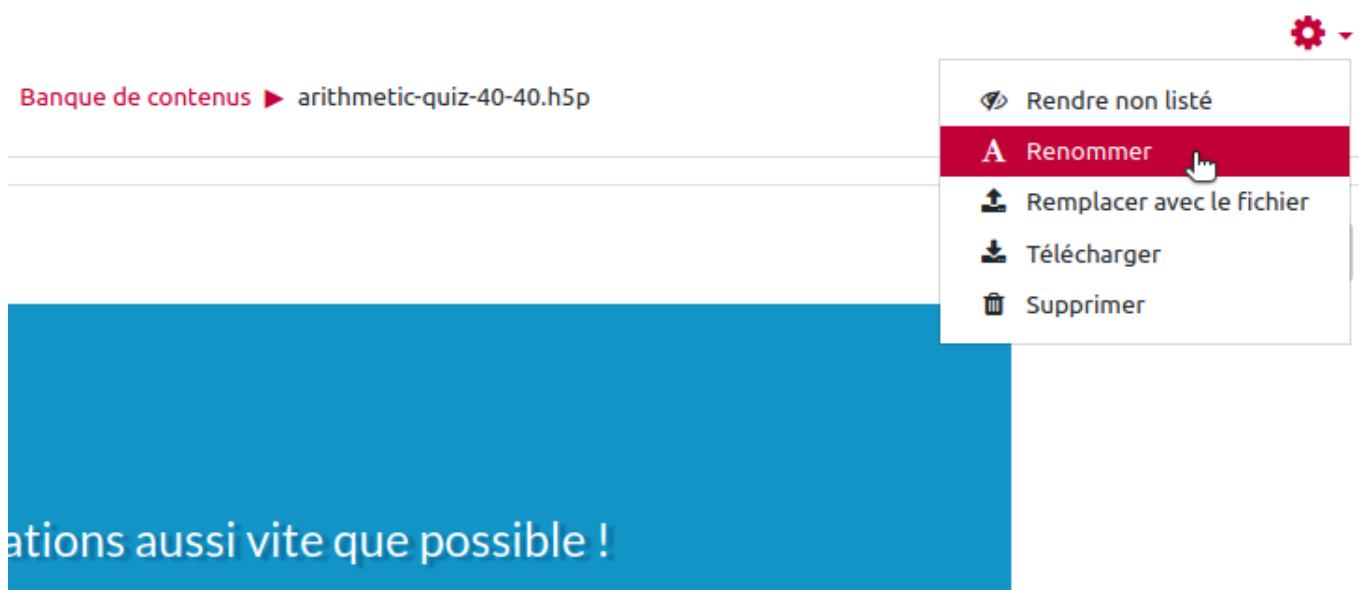 Banque de contenus ▶ arithmetic-quiz-40-40.h5p
Rendre non listé
A Renommer
Remplacer avec le fichier
Télécharger
Supprimer
ations aussi vite que possible !